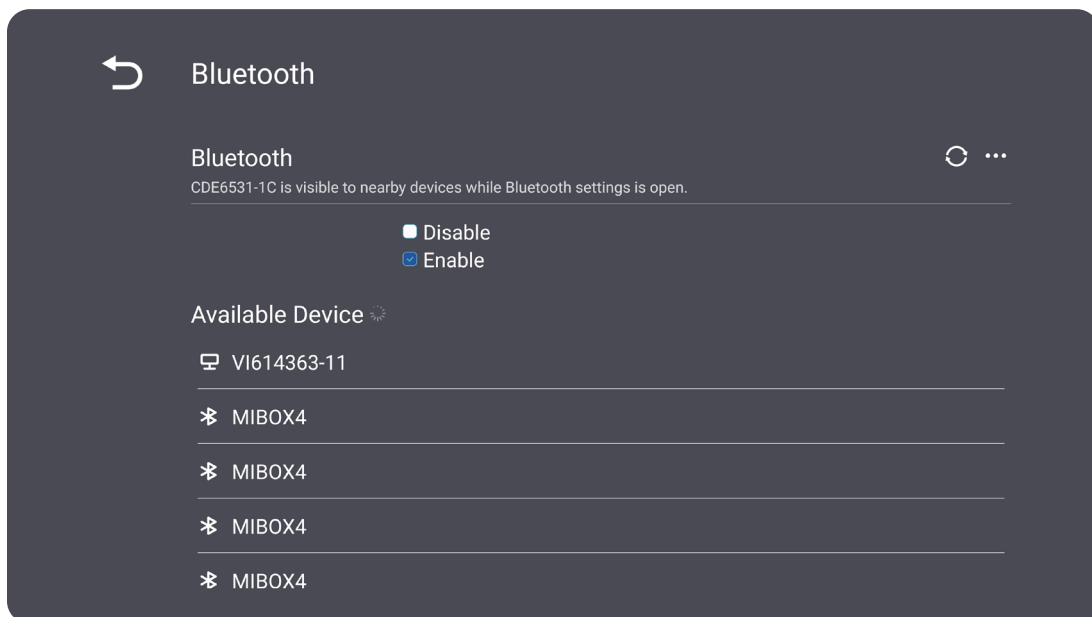 Bluetooth
Bluetooth
CDE6531-1C is visible to nearby devices while Bluetooth settings is open.
Disable
Enable
Available Device
VI614363-11
MIBOX4
MIBOX4
MIBOX4
MIBOX4